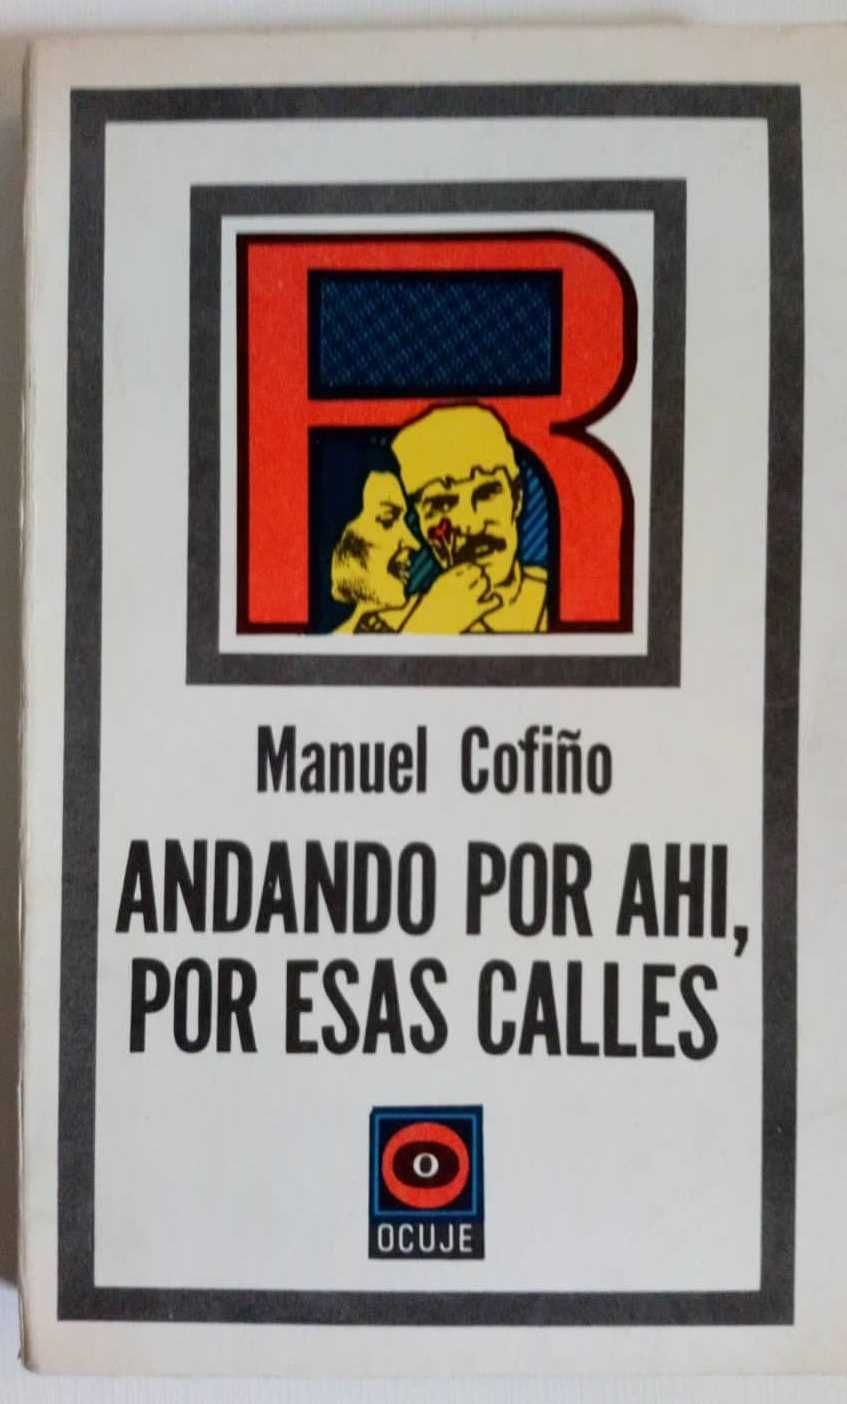 R
Manuel Cofiño
ANDANDO POR AHI,
POR ESAS CALLES
O
OCUJE